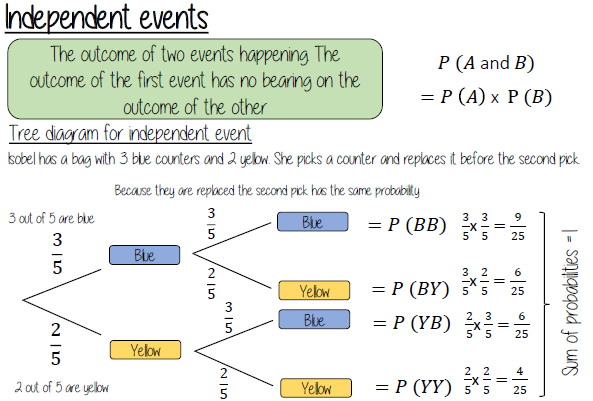 Independent events
The outcome of two events happening. The
outcome of the first event has no bearing on the
outcome of the other
P (A and B)
= P (A) x P (B)
Tree diagram for independent event
Isobel has a bag with 3 blue counters and 2 yellow. She picks a counter and replaces it before the second pick.
Because they are replaced the second pick has the same probability
3 out of 5 are blue
3/5
Blue
3/5
Blue
= P (BB) 3/5 x 3/5 = 9/25
2/5
Yellow
= P (BY) 3/5 x 2/5 = 6/25
2/5
Yellow
3/5
Blue
= P (YB) 2/5 x 3/5 = 6/25
2/5
Yellow
= P (YY) 2/5 x 2/5 = 4/25
2 out of 5 are yellow
Sum of probabilities = 1